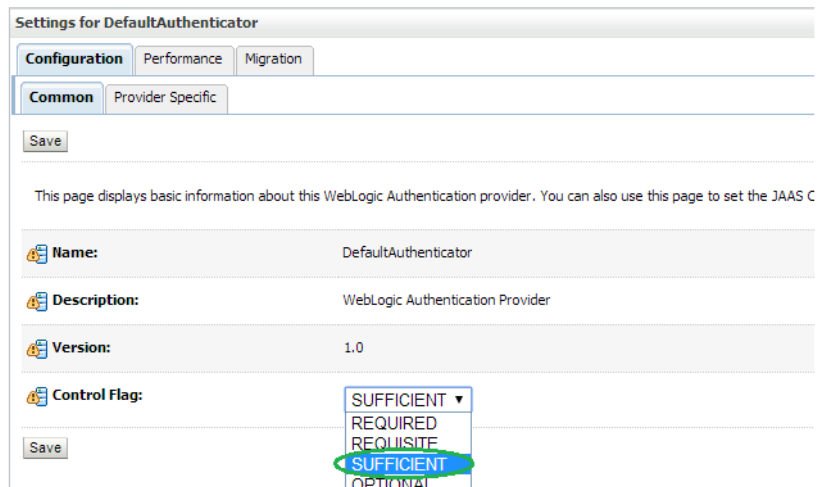 Settings for DefaultAuthenticator
Configuration Performance Migration
Common Provider Specific
Save
This page displays basic information about this WebLogic Authentication provider. You can also use this page to set the JAAS C
Name: DefaultAuthenticator
Description: WebLogic Authentication Provider
Version: 1.0
Control Flag: SUFFICIENT
REQUIRED
REQUISITE
Save
SUFFICIENT
OPTIONAL